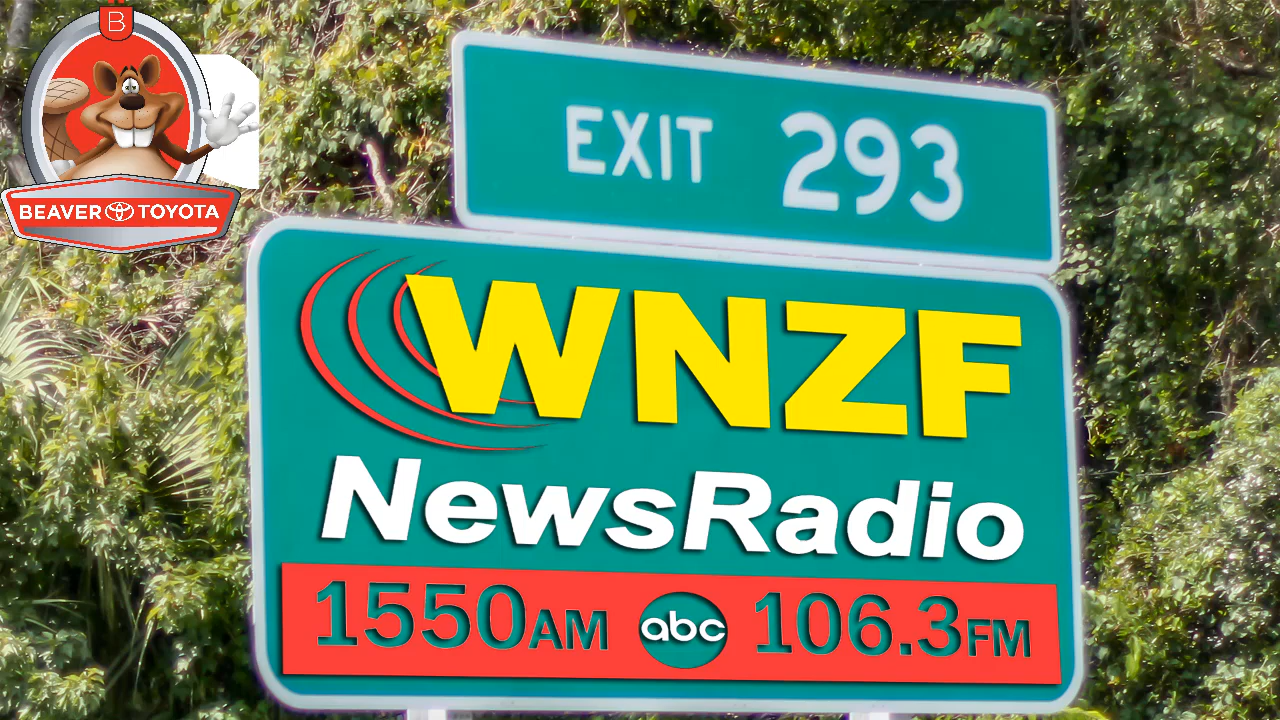 B
BEAVER TOYOTA
EXIT 293
WNZF
NewsRadio
1550AM abc 106.3FM